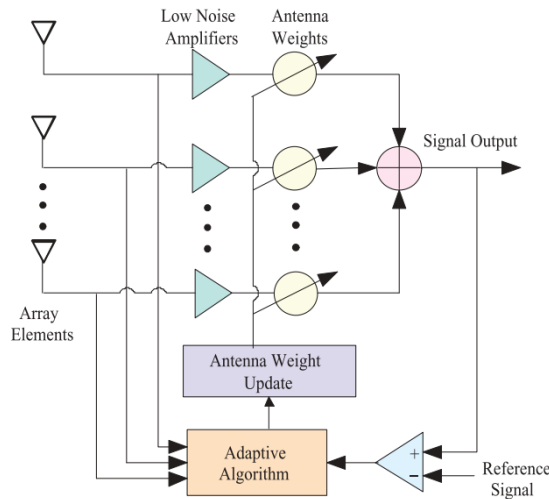 Low Noise
Amplifiers
Antenna
Weights
Signal Output
Array
Elements
Antenna Weight
Update
Adaptive
Algorithm
+
−
Reference
Signal